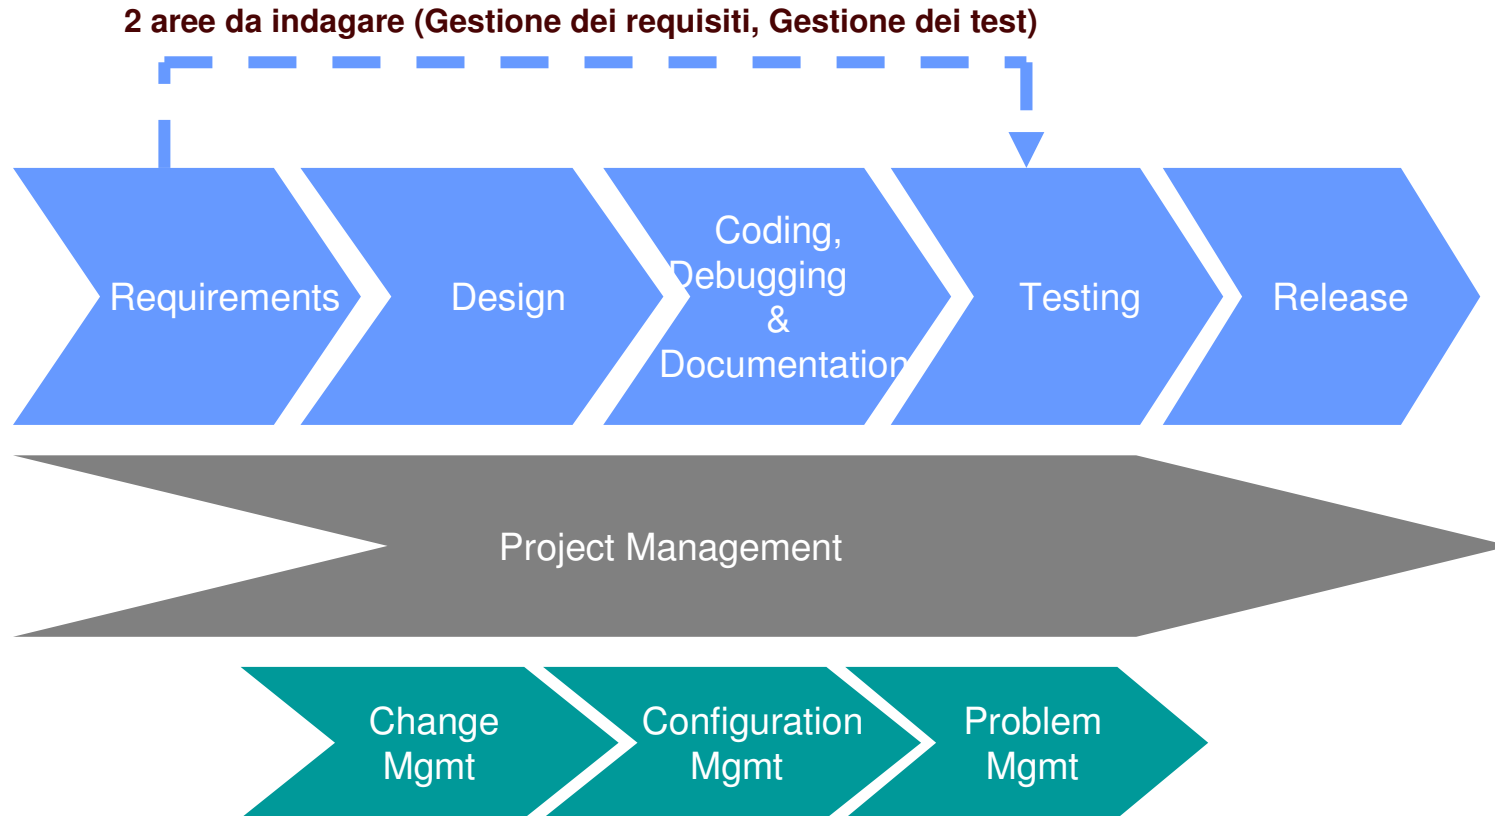 2 aree da indagare (Gestione dei requisiti, Gestione dei test)
Requirements
Design
Coding,
Debugging
&
Documentation
Testing
Release
Project Management
Change
Mgmt
Configuration
Mgmt
Problem
Mgmt